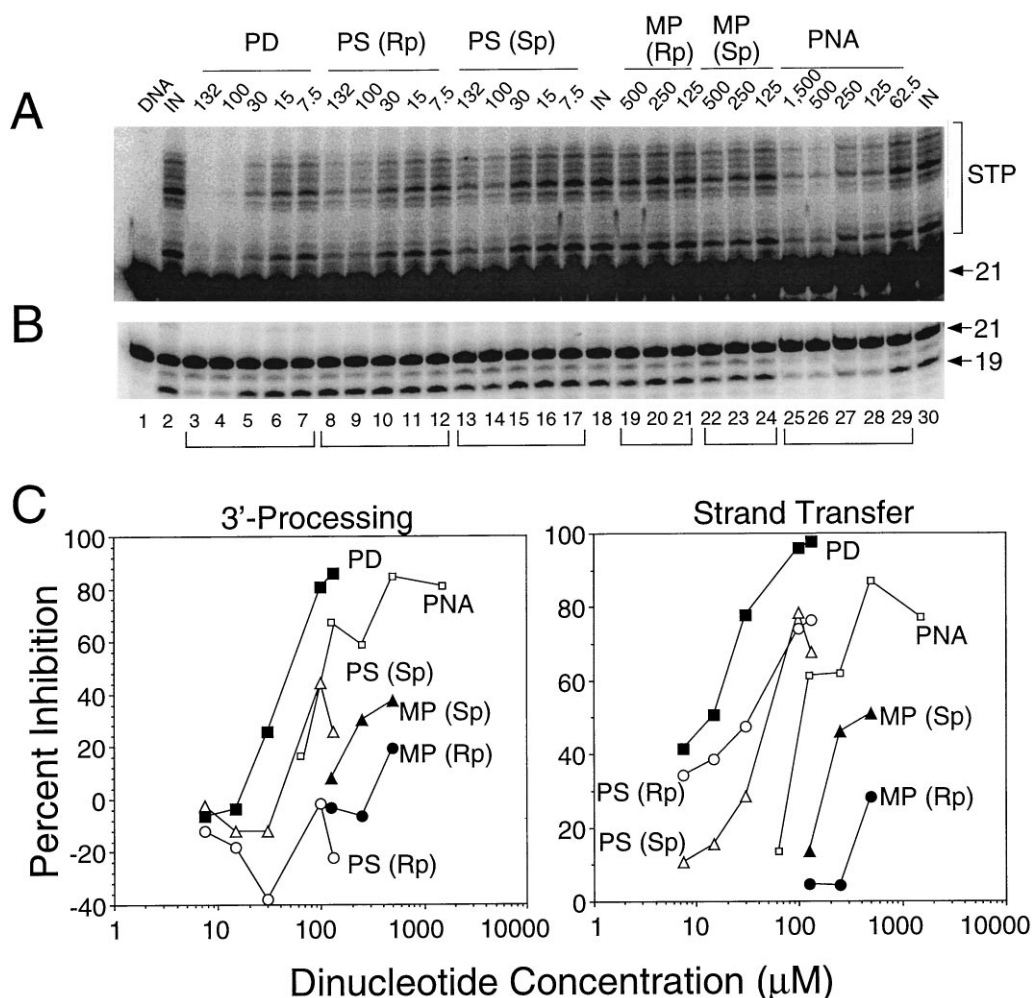 PD PS (Rp) PS (Sp) MP (Rp) MP (Sp) PNA
A
DNA IN 132 100 30 15 7.5 132 100 30 15 7.5 132 100 30 15 7.5 IN 500 250 125 500 250 125 1,500 500 250 125 62.5 IN
STP
21
B
21
19
1 2 3 4 5 6 7 8 9 10 11 12 13 14 15 16 17 18 19 20 21 22 23 24 25 26 27 28 29 30
C
3'-Processing
Percent Inhibition
100
80
60
40
20
0
-20
-40
PD
PNA
PS (Sp)
MP (Sp)
MP (Rp)
PS (Rp)
1 10 100 1000 10000
Strand Transfer
100
80
60
40
20
0
PD
PNA
MP (Sp)
PS (Rp)
PS (Sp)
MP (Rp)
1 10 100 1000 10000
Dinucleotide Concentration (μM)